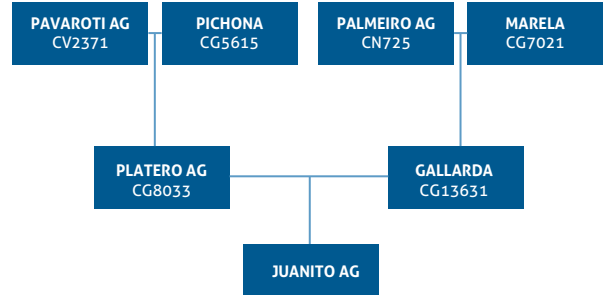 PAVAROTI AG
CV2371
PICHONA
CG5615
PALMEIRO AG
CN725
MARELA
CG7021
PLATERO AG
CG8033
GALLARDA
CG13631
JUANITO AG